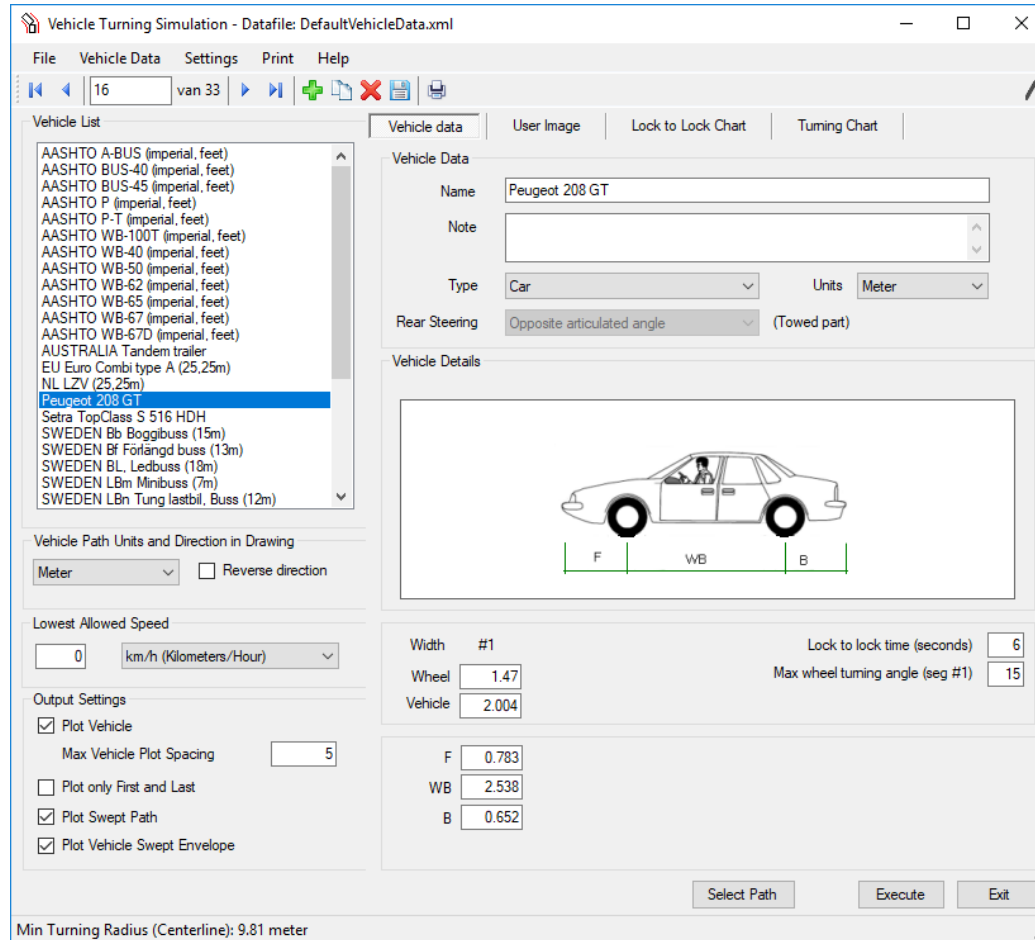 Vehicle Turning Simulation - Datafile: DefaultVehicleData.xml
File Vehicle Data Settings Print Help
16 van 33
Vehicle List
AASHTO A-BUS (imperial, feet)
AASHTO BUS-40 (imperial, feet)
AASHTO BUS-45 (imperial, feet)
AASHTO P (imperial, feet)
AASHTO P-T (imperial, feet)
AASHTO WB-100T (imperial, feet)
AASHTO WB-40 (imperial, feet)
AASHTO WB-50 (imperial, feet)
AASHTO WB-62 (imperial, feet)
AASHTO WB-65 (imperial, feet)
AASHTO WB-67 (imperial, feet)
AASHTO WB-67D (imperial, feet)
AUSTRALIA Tandem trailer
EU Euro Combi type A (25,25m)
NL LZV (25,25m)
Peugeot 208 GT
Setra TopClass S 516 HDH
SWEDEN Bb Boggibuss (15m)
SWEDEN Bf Förlängd buss (13m)
SWEDEN BL, Ledbuss (18m)
SWEDEN LBm Minibuss (7m)
SWEDEN LBn Tung lastbil, Buss (12m)
Vehicle Path Units and Direction in Drawing
Meter Reverse direction
Lowest Allowed Speed
0 km/h (Kilometers/Hour)
Output Settings
Plot Vehicle
Max Vehicle Plot Spacing 5
Plot only First and Last
Plot Swept Path
Plot Vehicle Swept Envelope
Vehicle data User Image Lock to Lock Chart Turning Chart
Vehicle Data
Name Peugeot 208 GT
Note
Type Car Units Meter
Rear Steering Opposite articulated angle (Towed part)
Vehicle Details
F WB B
Width #1 Lock to lock time (seconds) 6
Wheel 1.47 Max wheel turning angle (seg #1) 15
Vehicle 2.004
F 0.783
WB 2.538
B 0.652
Select Path Execute Exit
Min Turning Radius (Centerline): 9.81 meter